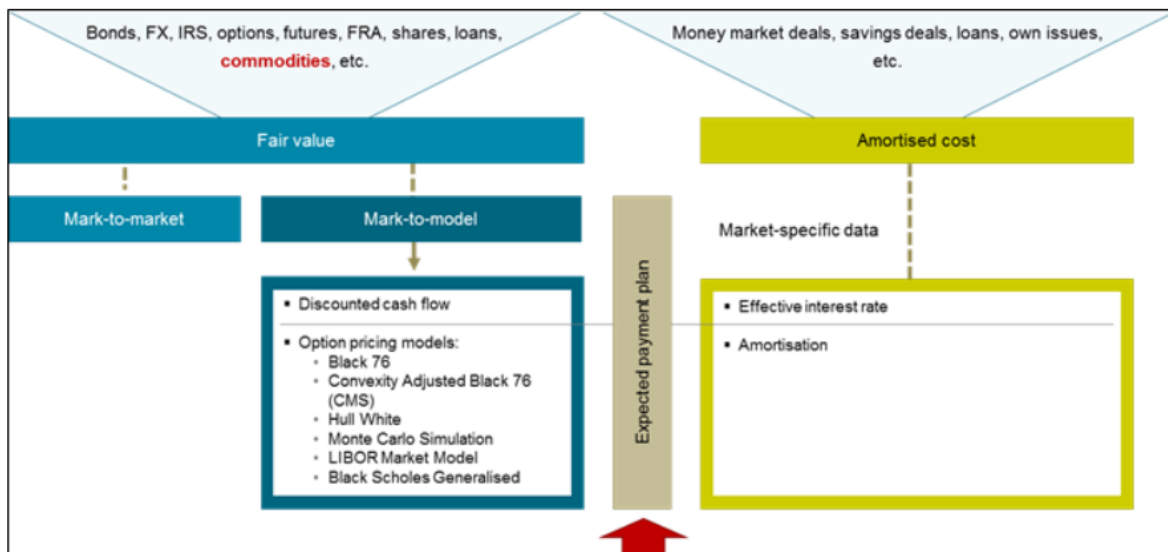 Bonds, FX, IRS, options, futures, FRA, shares, loans,
commodities, etc.
Money market deals, savings deals, loans, own issues,
etc.
Fair value
Amortised cost
Mark-to-market
Mark-to-model
Market-specific data
Expected payment plan
▪ Discounted cash flow
▪ Option pricing models:
• Black 76
• Convexity Adjusted Black 76
(CMS)
• Hull White
• Monte Carlo Simulation
• LIBOR Market Model
• Black Scholes Generalised
▪ Effective interest rate
▪ Amortisation